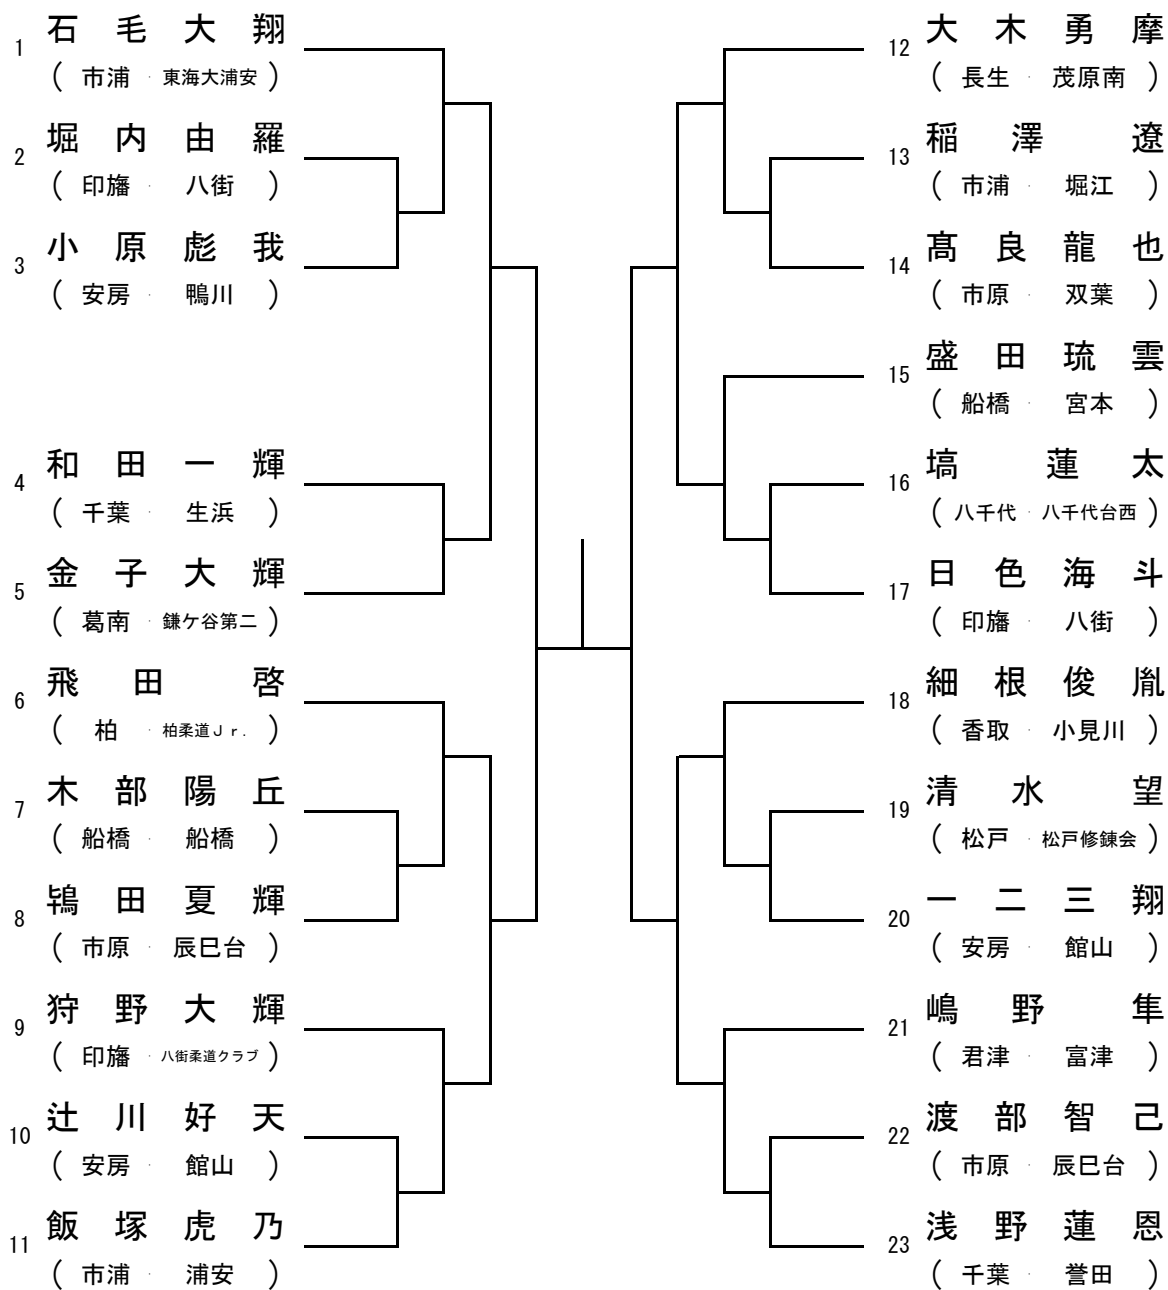 1 石毛大翔
(市浦・東海大浦安)
2 堀内由羅
(印旛・八街)
3 小原彪我
(安房・鴨川)
4 和田一輝
(千葉・生浜)
5 金子大輝
(葛南・鎌ケ谷第二)
6 飛田啓
(柏・柏柔道Jr.)
7 木部陽丘
(船橋・船橋)
8 鴇田夏輝
(市原・辰巳台)
9 狩野大輝
(印旛・八街柔道クラブ)
10 辻川好天
(安房・館山)
11 飯塚虎乃
(市浦・浦安)
12 大木勇摩
(長生・茂原南)
13 稲澤遼
(市浦・堀江)
14 髙良龍也
(市原・双葉)
15 盛田琉雲
(船橋・宮本)
16 塙蓮太
(八千代・八千代台西)
17 日色海斗
(印旛・八街)
18 細根俊胤
(香取・小見川)
19 清水望
(松戸・松戸修錬会)
20 一二三翔
(安房・館山)
21 嶋野隼
(君津・富津)
22 渡部智己
(市原・辰巳台)
23 浅野蓮恩
(千葉・誉田)